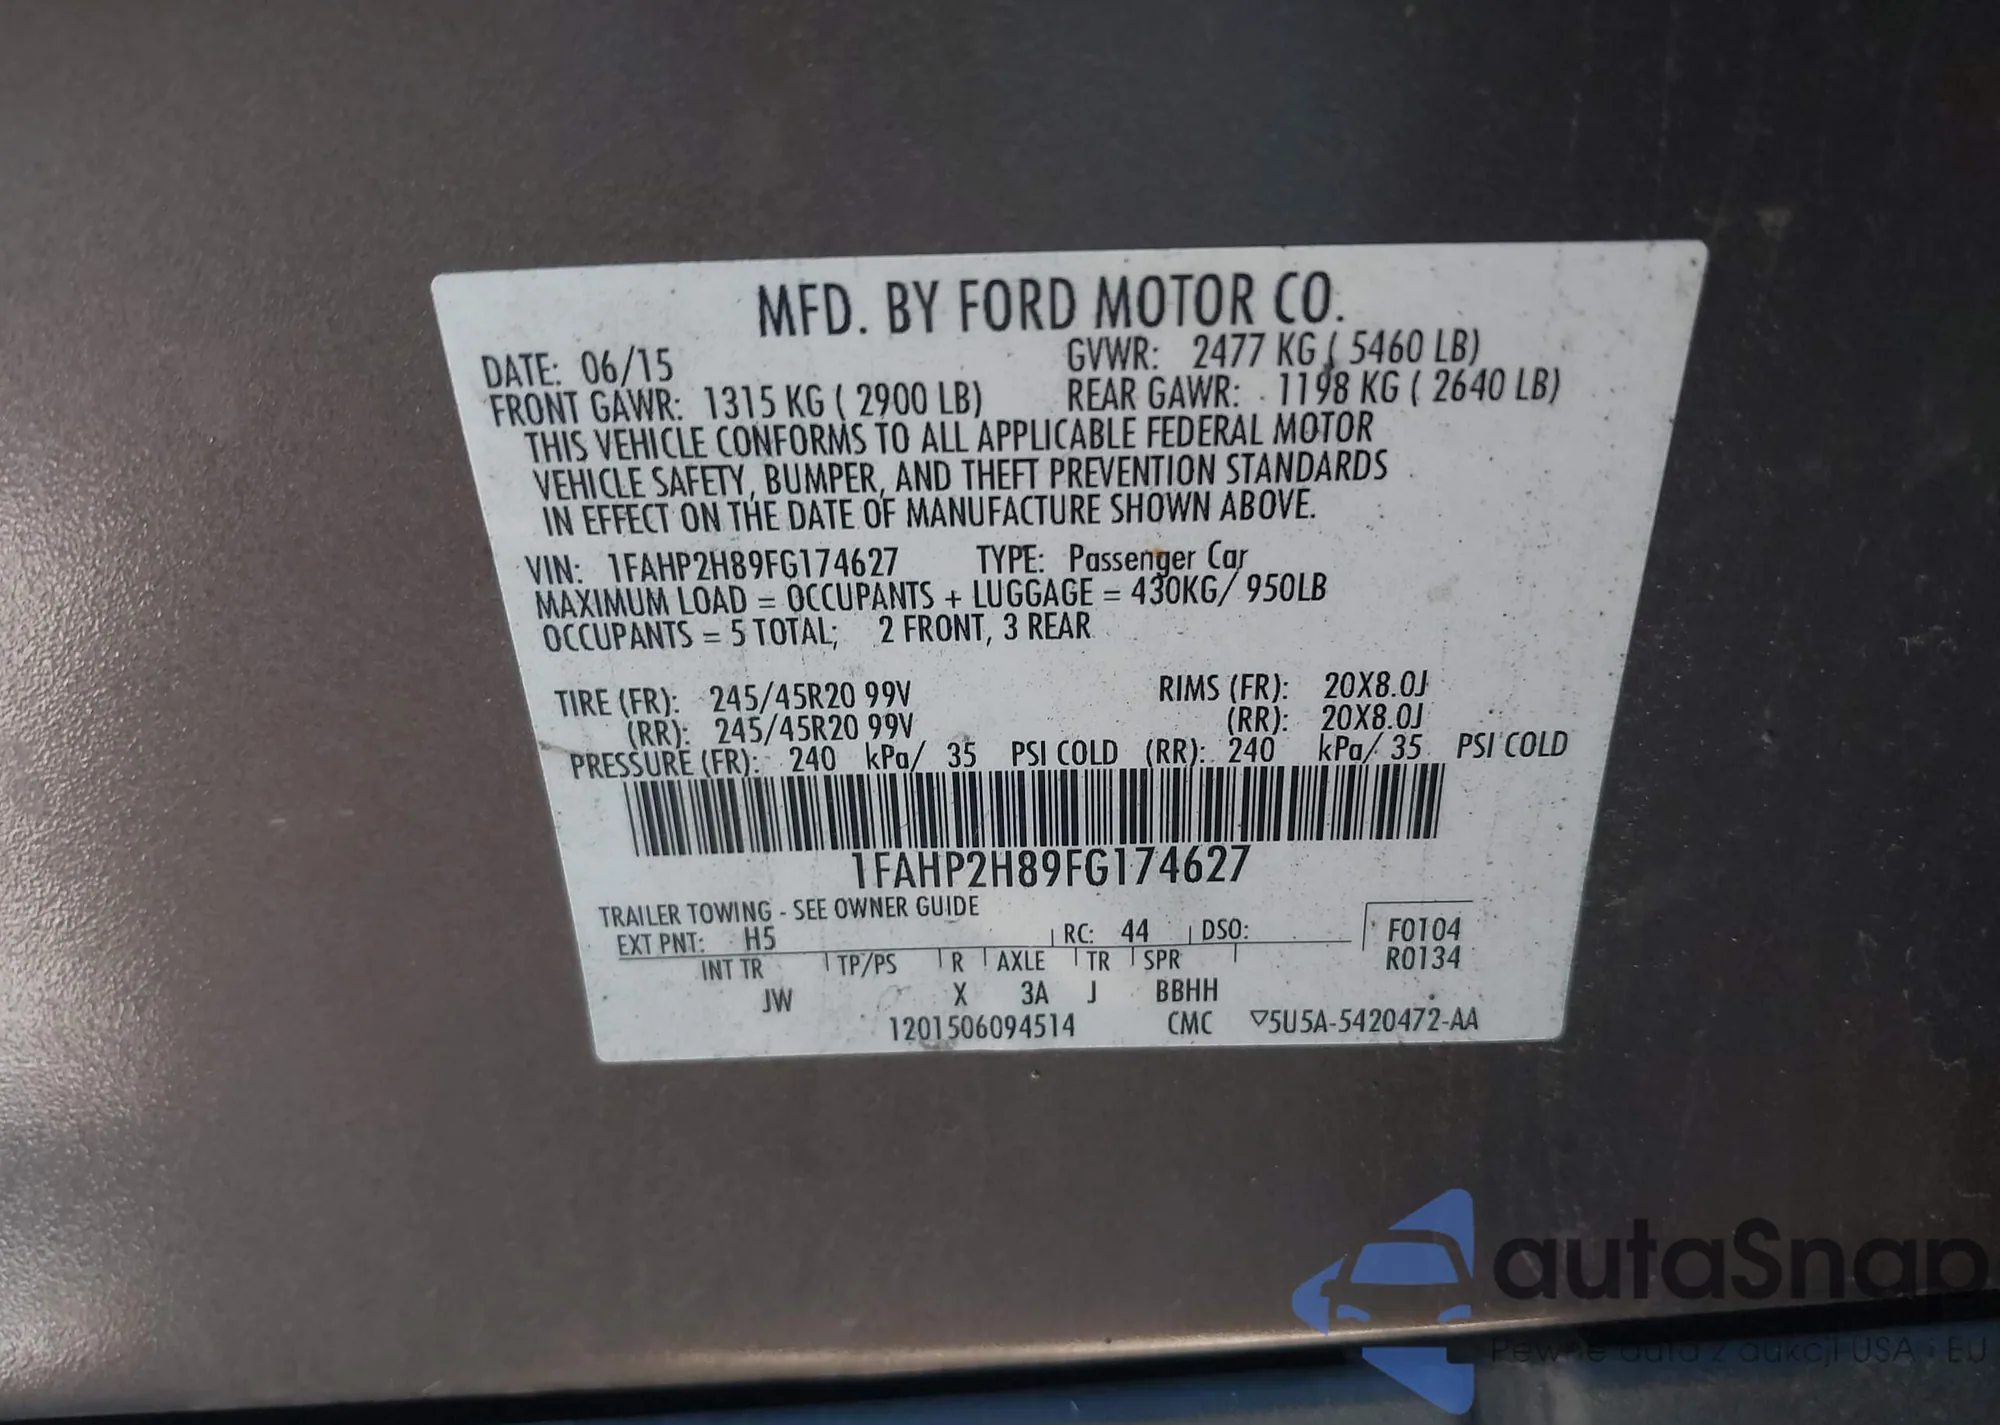 MFD. BY FORD MOTOR CO.
DATE: 06/15 GVWR: 2477 KG ( 5460 LB)
FRONT GAWR: 1315 KG ( 2900 LB) REAR GAWR: 1198 KG ( 2640 LB)
THIS VEHICLE CONFORMS TO ALL APPLICABLE FEDERAL MOTOR
VEHICLE SAFETY, BUMPER, AND THEFT PREVENTION STANDARDS
IN EFFECT ON THE DATE OF MANUFACTURE SHOWN ABOVE.
VIN: 1FAHP2H89FG174627 TYPE: Passenger Car
MAXIMUM LOAD = OCCUPANTS + LUGGAGE = 430KG/ 950LB
OCCUPANTS = 5 TOTAL; 2 FRONT, 3 REAR
TIRE (FR): 245/45R20 99V RIMS (FR): 20X8.0J
(RR): 245/45R20 99V (RR): 20X8.0J
PRESSURE (FR): 240 kPa/ 35 PSI COLD (RR): 240 kPa/ 35 PSI COLD
1FAHP2H89FG174627
TRAILER TOWING - SEE OWNER GUIDE
EXT PNT: H5 RC: 44 DSO: F0104
INT TR TP/PS R AXLE TR SPR R0134
JW X 3A J BBHH
1201506094514 CMC ▽5U5A-5420472-AA
autaSnap
Pewne auta z aukcji USA i EU